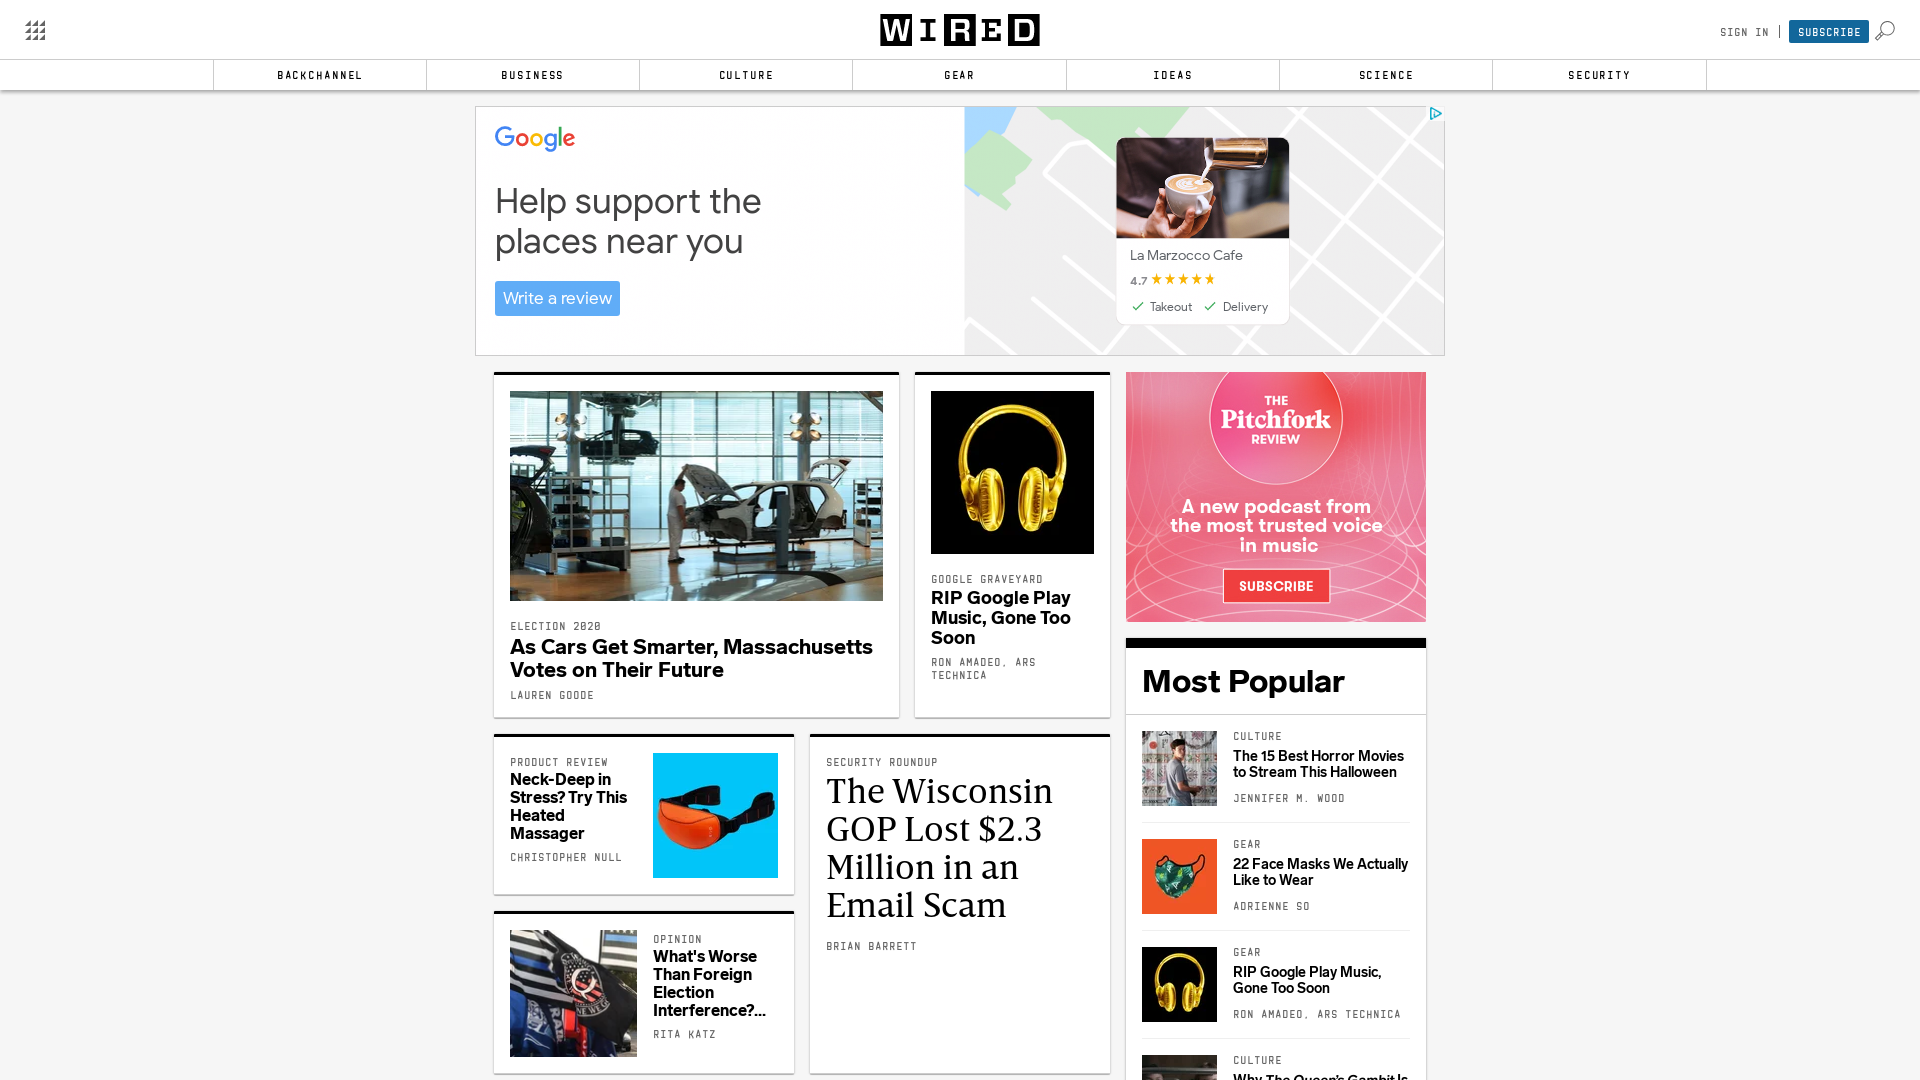 WIRED
SIGN IN
SUBSCRIBE
BACKCHANNEL
BUSINESS
CULTURE
GEAR
IDEAS
SCIENCE
SECURITY
Google
Help support the
places near you
Write a review
La Marzocco Cafe
4.7
Takeout
Delivery
ELECTION 2020
As Cars Get Smarter, Massachusetts
Votes on Their Future
LAUREN GOODE
GOOGLE GRAVEYARD
RIP Google Play
Music, Gone Too
Soon
RON AMADEO, ARS
TECHNICA
THE
Pitchfork
REVIEW
A new podcast from
the most trusted voice
in music
SUBSCRIBE
PRODUCT REVIEW
Neck-Deep in
Stress? Try This
Heated
Massager
CHRISTOPHER NULL
SECURITY ROUNDUP
The Wisconsin
GOP Lost $2.3
Million in an
Email Scam
BRIAN BARRETT
OPINION
What's Worse
Than Foreign
Election
Interference?...
RITA KATZ
Most Popular
CULTURE
The 15 Best Horror Movies
to Stream This Halloween
JENNIFER M. WOOD
GEAR
22 Face Masks We Actually
Like to Wear
ADRIENNE SO
GEAR
RIP Google Play Music,
Gone Too Soon
RON AMADEO, ARS TECHNICA
CULTURE
Why The Queen's Gambit Is